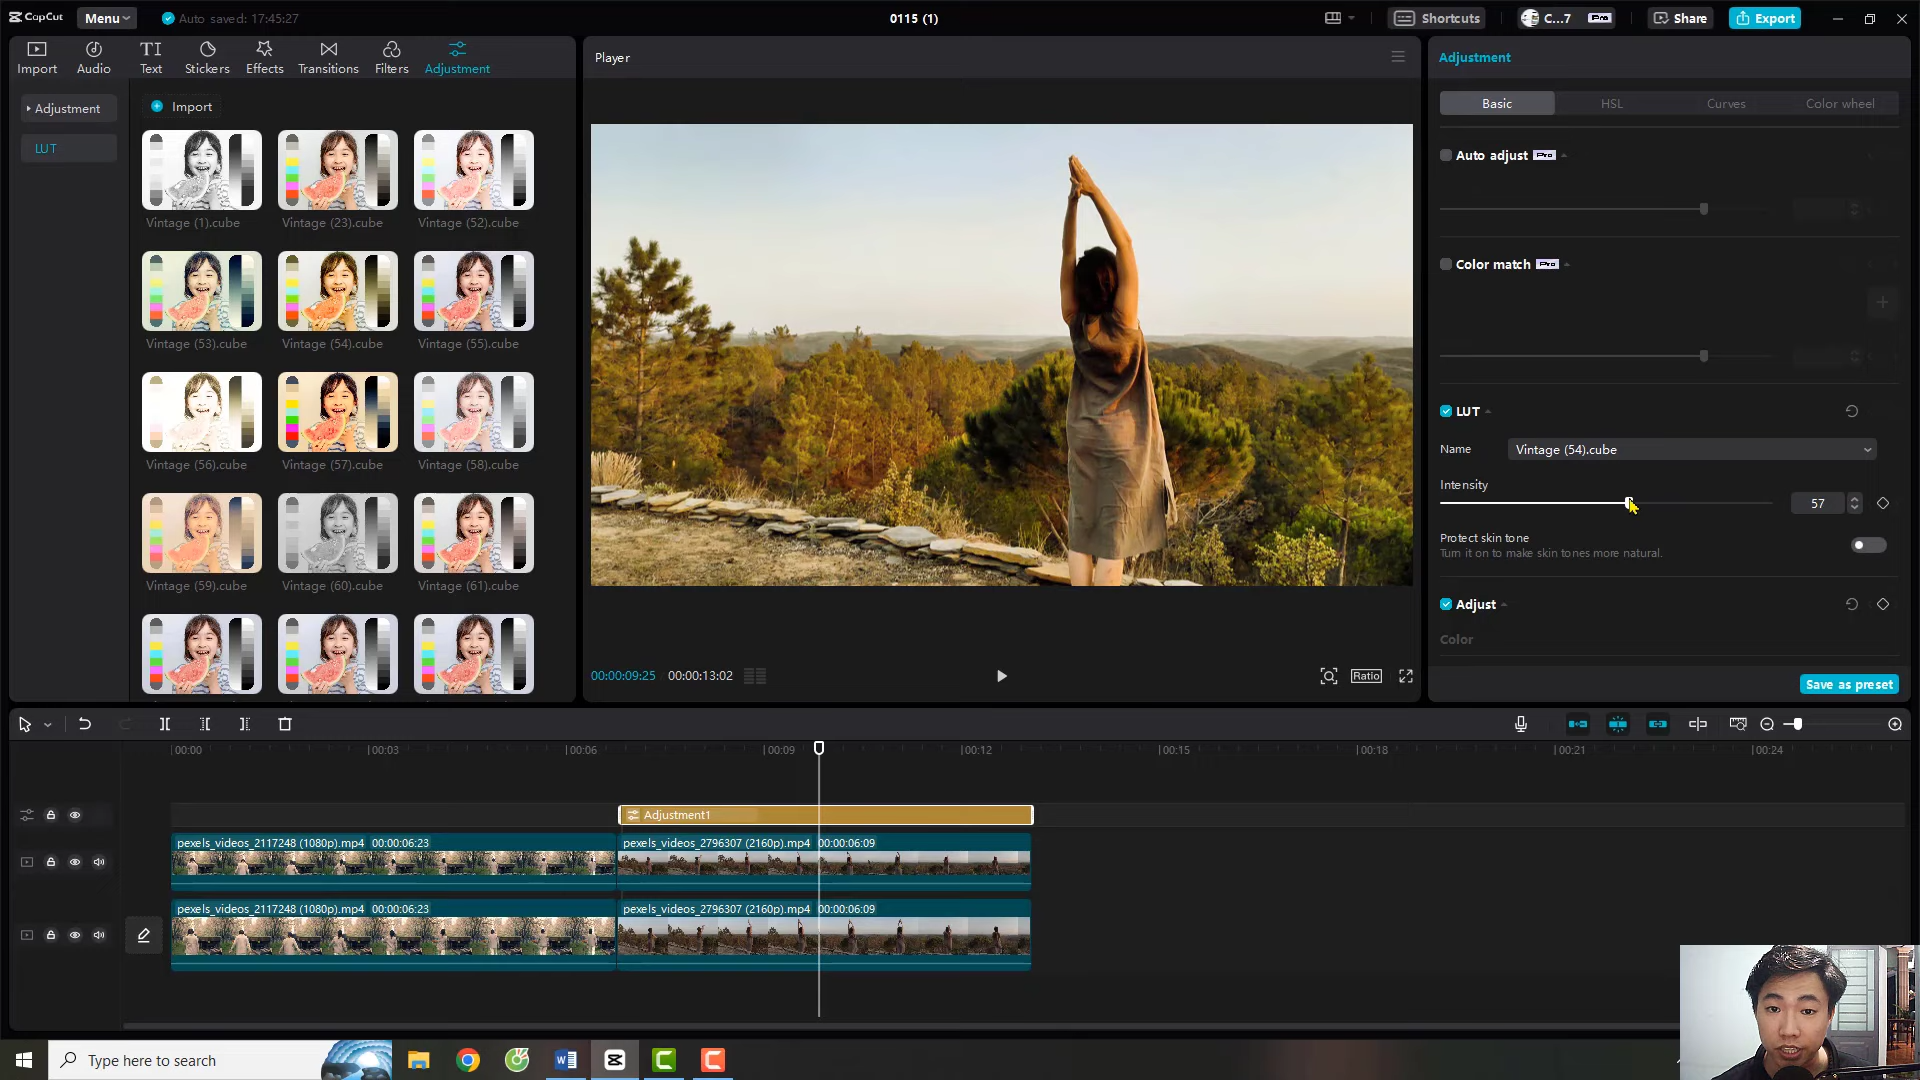 CapCut
Menu
Auto saved: 17:45:27
0115 (1)
Shortcuts
C...7
Pro
Share
Export
Import
Audio
TI
Text
Stickers
Effects
Transitions
Filters
Adjustment
Adjustment
LUT
Import
Vintage (1).cube
Vintage (23).cube
Vintage (52).cube
Vintage (53).cube
Vintage (54).cube
Vintage (55).cube
Vintage (56).cube
Vintage (57).cube
Vintage (58).cube
Vintage (59).cube
Vintage (60).cube
Vintage (61).cube
Player
00:00:09:25
00:00:13:02
Ratio
Adjustment
Basic
HSL
Curves
Color wheel
Auto adjust Pro
Color match Pro
LUT
Name
Vintage (54).cube
Intensity
57
Protect skin tone
Turn it on to make skin tones more natural.
Adjust
Color
Save as preset
00:00
00:03
00:06
00:09
00:12
00:15
00:18
00:21
00:24
Adjustment1
pexels_videos_2117248 (1080p).mp4 00:00:06:23
pexels_videos_2796307 (2160p).mp4 00:00:06:09
pexels_videos_2117248 (1080p).mp4 00:00:06:23
pexels_videos_2796307 (2160p).mp4 00:00:06:09
Type here to search